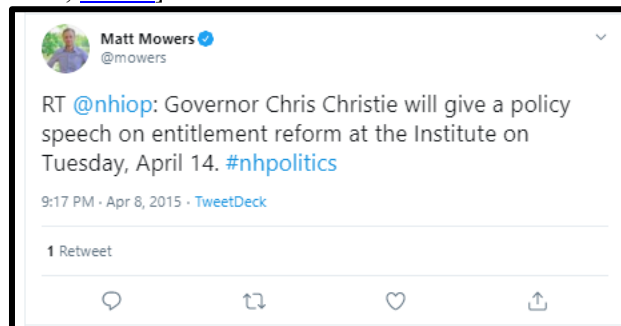 Matt Mowers
@mowers
RT @nhiop: Governor Chris Christie will give a policy
speech on entitlement reform at the Institute on
Tuesday, April 14. #nhpolitics
9:17 PM · Apr 8, 2015 · TweetDeck
1 Retweet